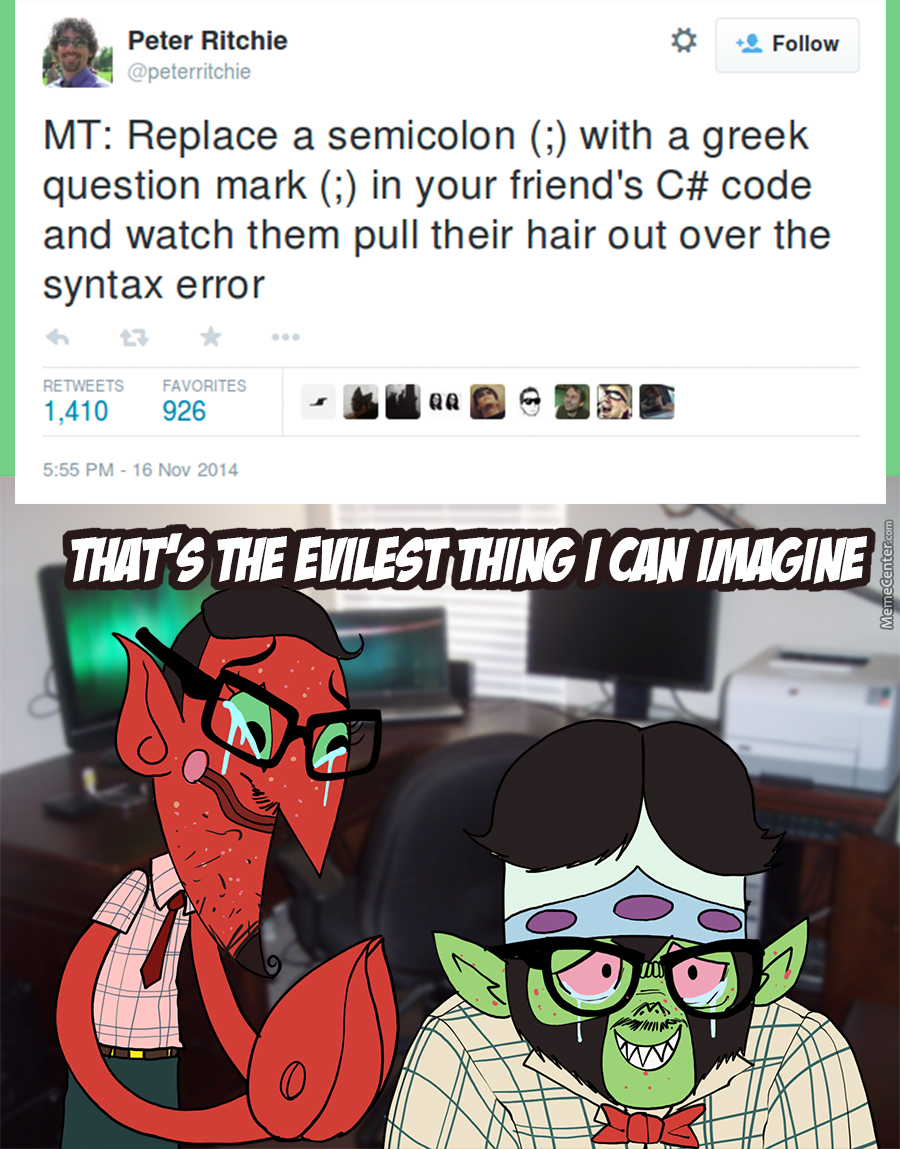 Peter Ritchie
@peterritchie
Follow
MT: Replace a semicolon (;) with a greek
question mark (;) in your friend's C# code
and watch them pull their hair out over the
syntax error
RETWEETS
FAVORITES
1,410
926
5:55 PM - 16 Nov 2014
THAT'S THE EVILEST THING I CAN IMAGINE
MemeCenter.com